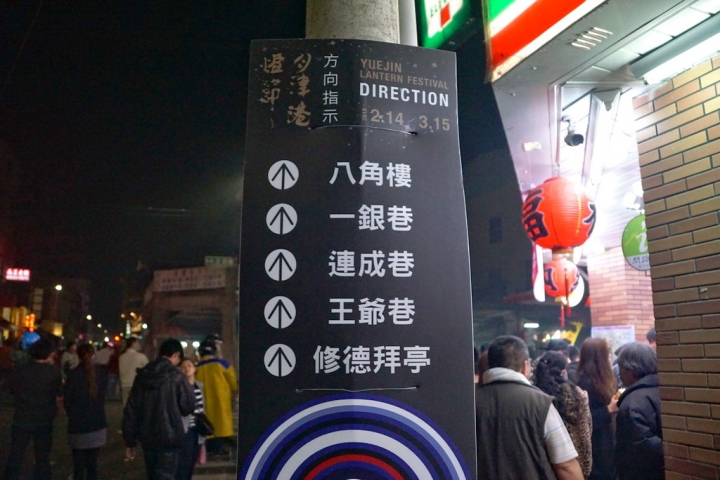 月津港
燈節
方向指示
YUEJIN
LANTERN FESTIVAL
DIRECTION
2.14 3.15
八角樓
一銀巷
連成巷
王爺巷
修德拜亭
福